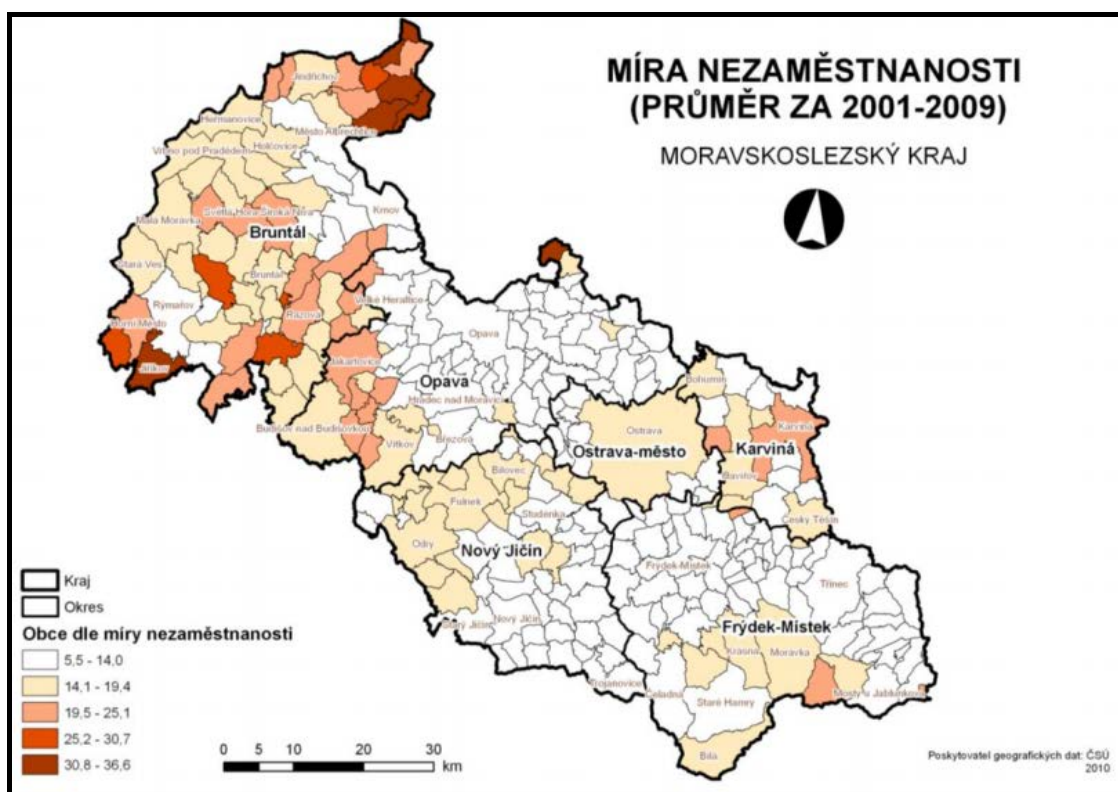 MÍRA NEZAMĚSTNANOSTI
(PRŮMĚR ZA 2001-2009)
MORAVSKOSLEZSKÝ KRAJ
Jindřichov
Heřmanovice
Město Albrechtice
Holčovice
Vrbno pod Pradědem
Světlá Hora
Široká Niva
Krnov
Malá Morávka
Bruntál
Stará Ves
Bruntál
Rýmařov
Razová
Velké Heraltice
Horní Město
Opava
Jiříkov
Jakartovice
Opava
Bohumín
Hradec nad Moravicí
Budišov nad Budišovkou
Ostrava
Karviná
Vítkov
Březová
Ostrava-město
Karviná
Bílovec
Havířov
Fulnek
Studénka
Český Těšín
Odry
Nový Jičín
Frýdek-Místek
Třinec
Starý Jičín
Nový Jičín
Frýdek-Místek
Krásná
Morávka
Trojanovice
Čeladná
Staré Hamry
Mosty u Jablunkova
Bílá
Kraj
Okres
Obce dle míry nezaměstnanosti
5,5 - 14,0
14,1 - 19,4
19,5 - 25,1
25,2 - 30,7
30,8 - 36,6
0 5 10 20 30
km
Poskytovatel geografických dat: ČSÚ
2010